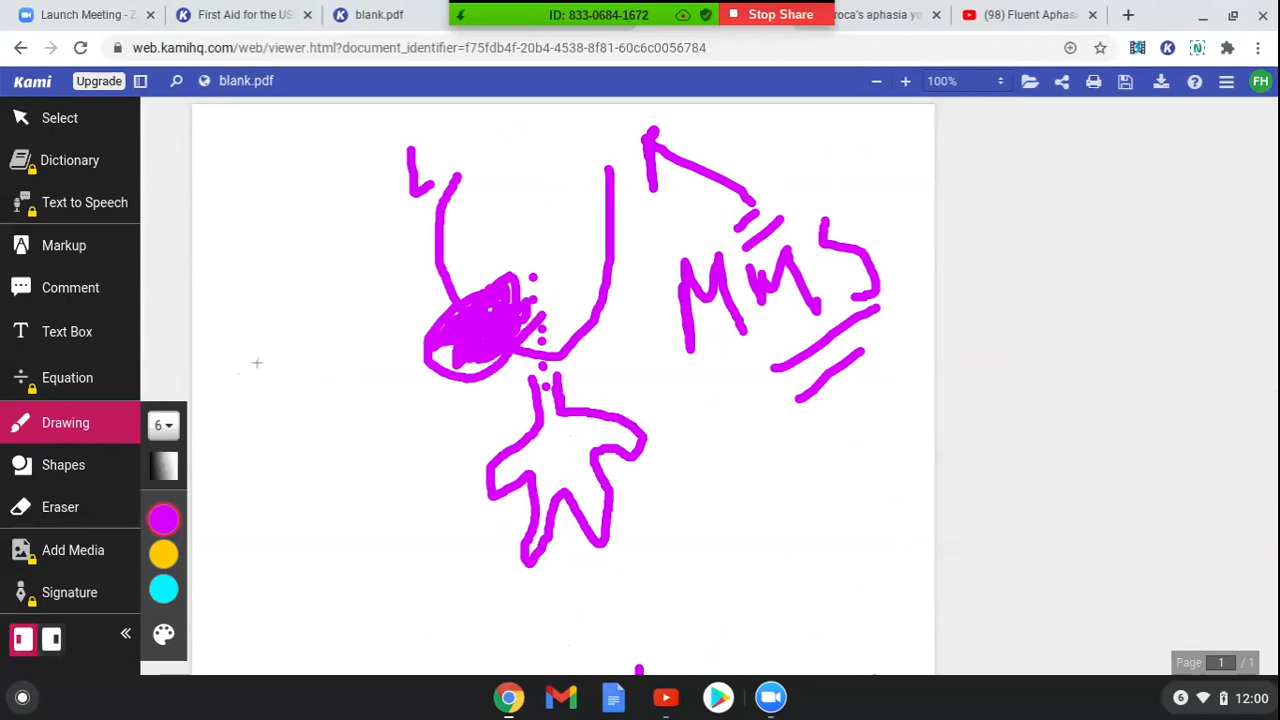 Launch Meeting - Z
First Aid for the US
blank.pdf
ID: 833-0684-1672
Stop Share
roca's aphasia yo
(98) Fluent Apha
web.kamihq.com/web/viewer.html?document_identifier=f75fdb4f-20b4-4538-8f81-60c6c0056784
Kami
Upgrade
blank.pdf
100%
FH
Select
Dictionary
Text to Speech
Markup
Comment
Text Box
Equation
Drawing
6
Shapes
Eraser
Add Media
Signature
MMS
Page 1 / 1
6
12:00